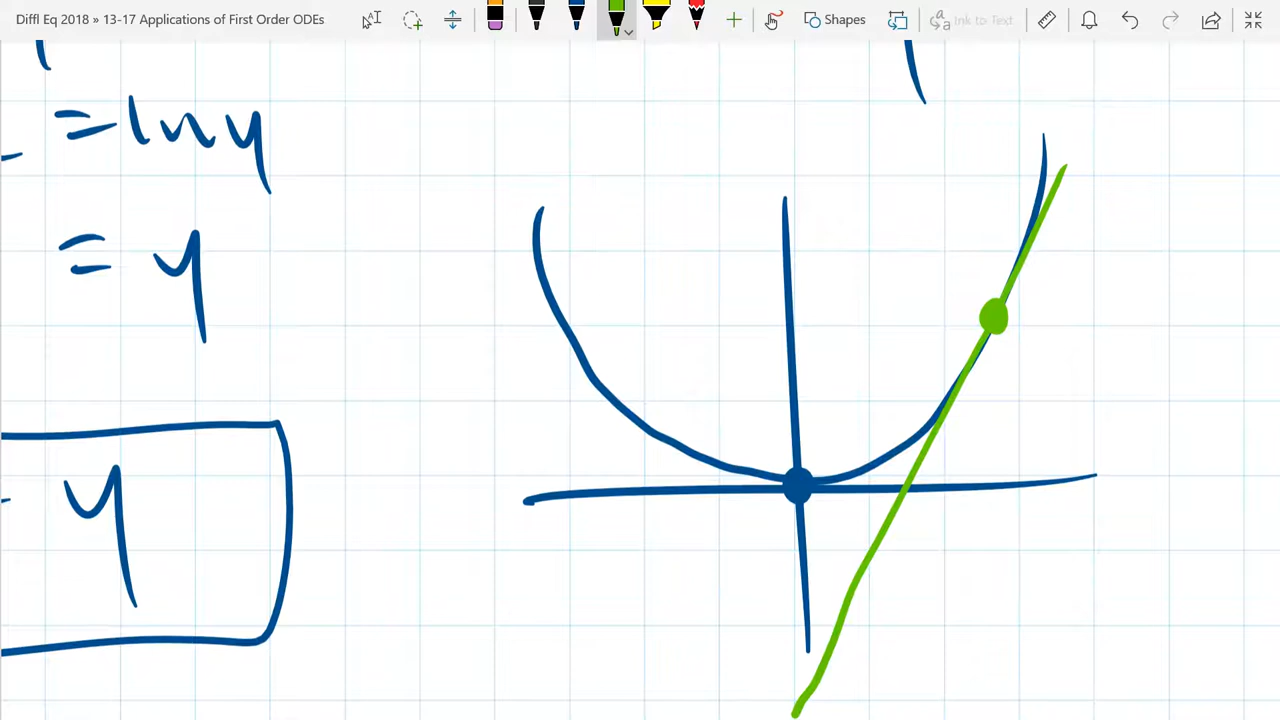 Diffl Eq 2018 » 13-17 Applications of First Order ODEs
Ink to Text
Shapes
= ln y
= y
y